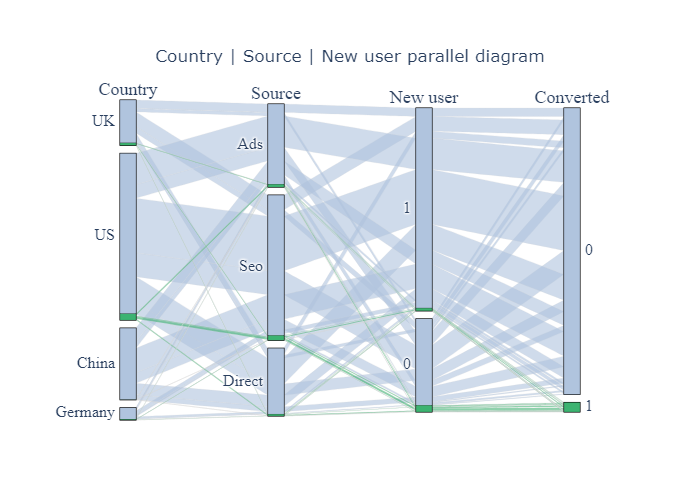 Country | Source | New user parallel diagram
Country
Source
New user
Converted
UK
US
China
Germany
Ads
Seo
Direct
1
0
0
1